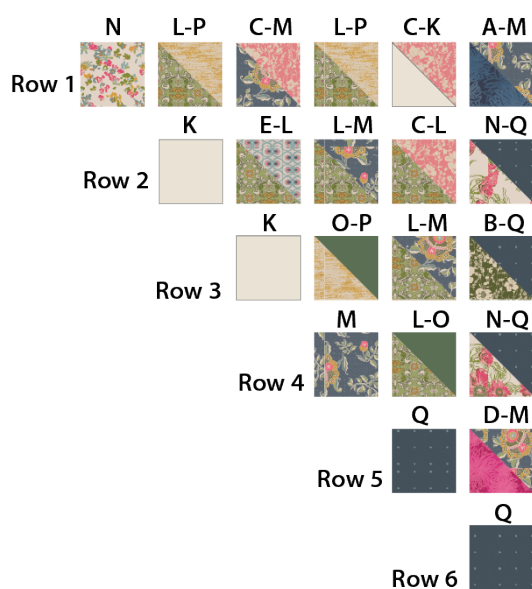 N L-P C-M L-P C-K A-M
Row 1
K E-L L-M C-L N-Q
Row 2
K O-P L-M B-Q
Row 3
M L-O N-Q
Row 4
Q D-M
Row 5
Q
Row 6